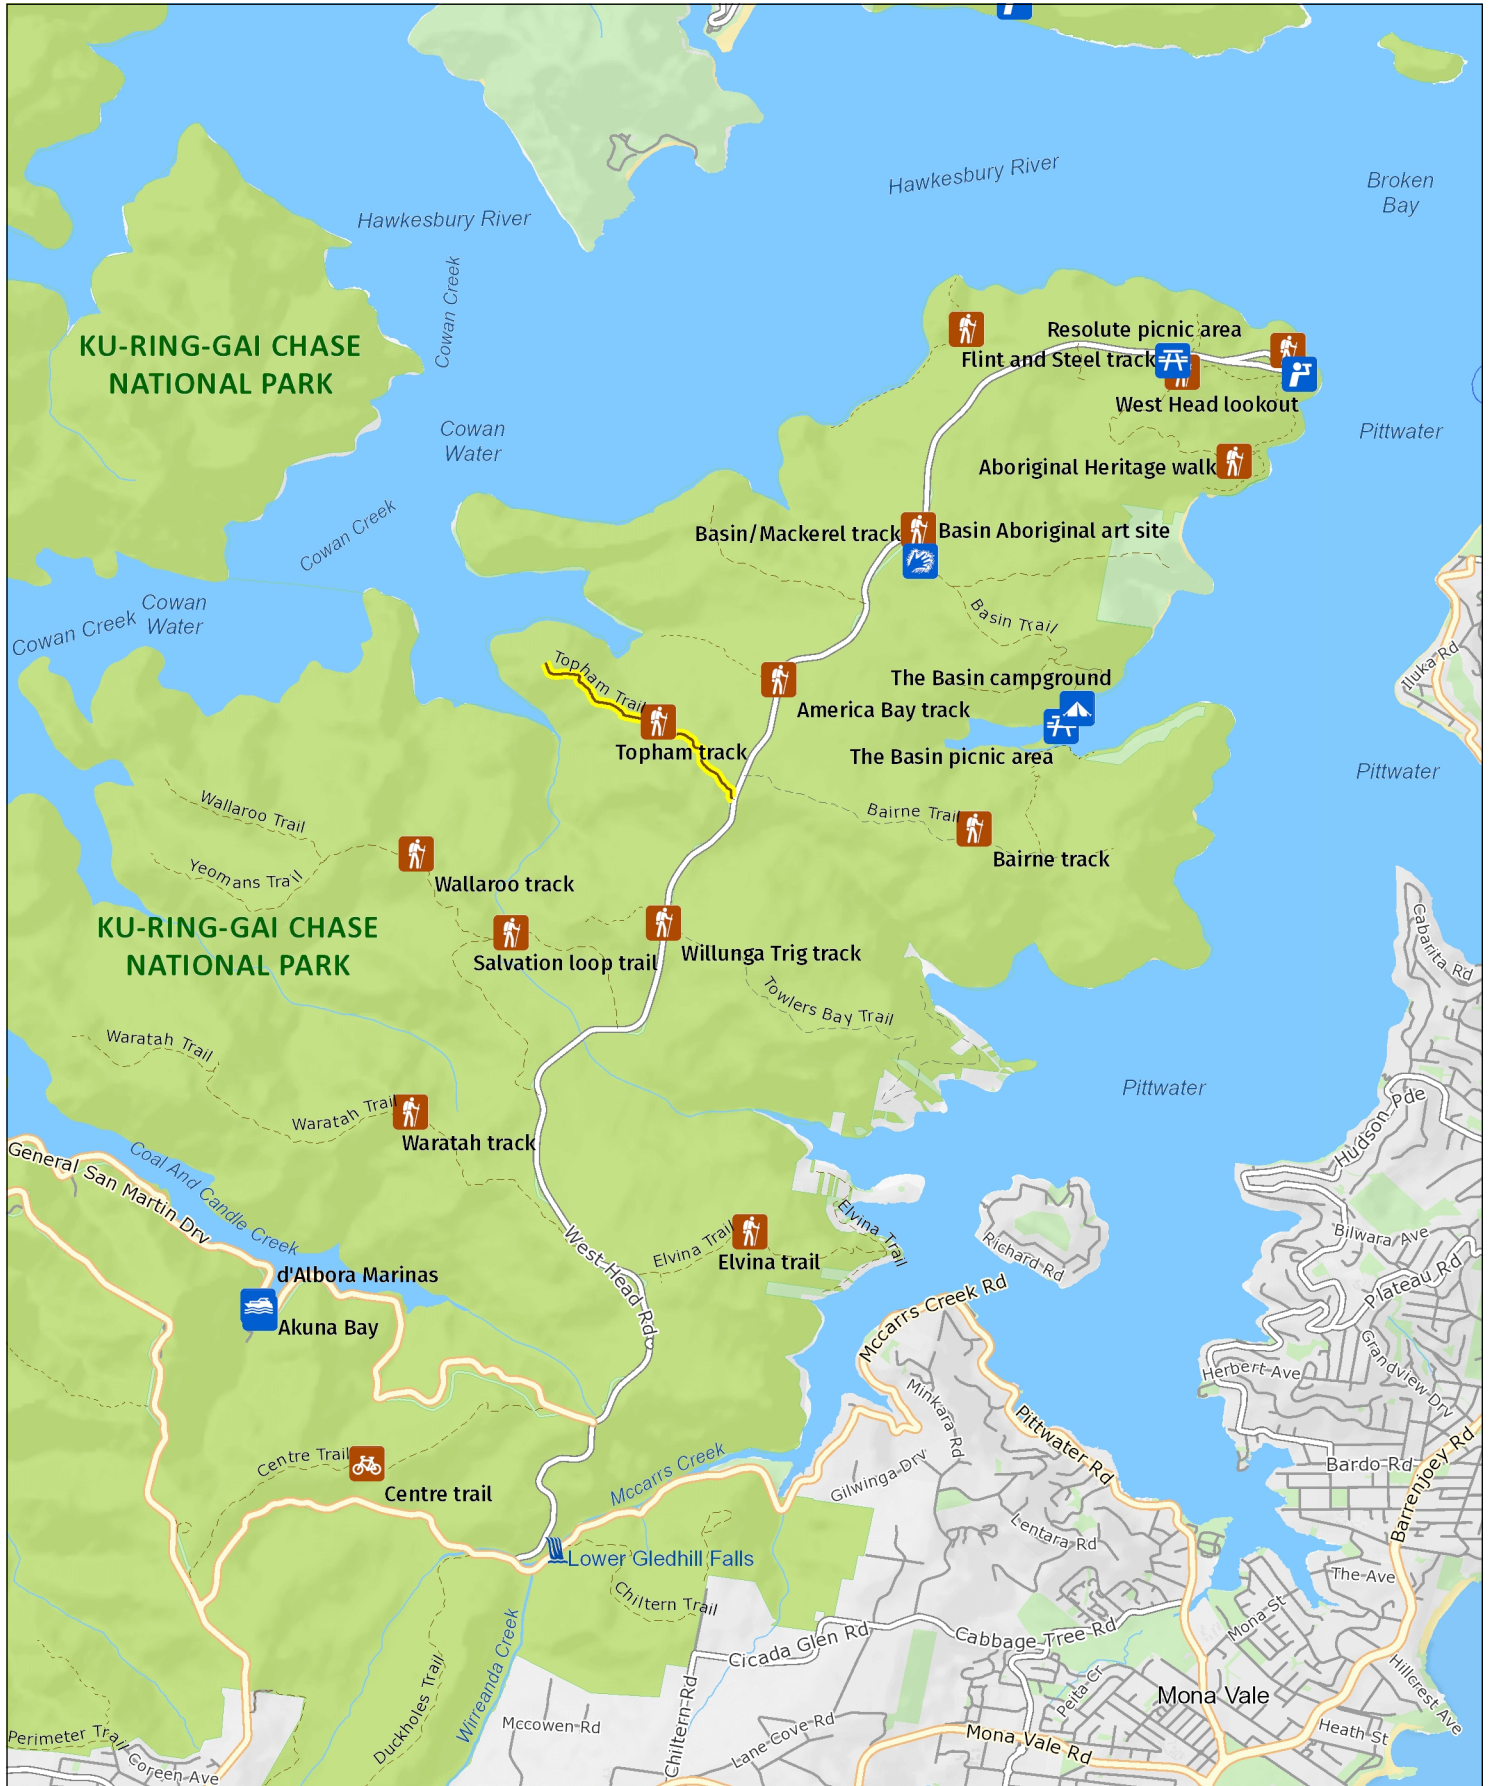 Hawkesbury River
Broken
Bay
Hawkesbury River
Cowan Creek
KU-RING-GAI CHASE
NATIONAL PARK
Resolute picnic area
Flint and Steel track
West Head lookout
Cowan
Water
Pittwater
Aboriginal Heritage walk
Cowan Creek
Basin/Mackerel track
Basin Aboriginal art site
Cowan
Water
Cowan Creek
Basin Trail
Topham Trail
Iluka Rd
The Basin campground
America Bay track
Topham track
The Basin picnic area
Pittwater
Wallaroo Trail
Bairne Trail
Bairne track
Yeomans Trail
Wallaroo track
KU-RING-GAI CHASE
NATIONAL PARK
Salvation loop trail
Willunga Trig track
Cabarita Rd
Towlers Bay Trail
Waratah Trail
Pittwater
Waratah Trail
Waratah track
Hudson Pde
General San Martin Drv
Coal And Candle Creek
Elvina Trail
Elvina Trail
Elvina trail
West Head Rd
Richard Rd
Bilwara Ave
Plateau Rd
d'Albora Marinas
Akuna Bay
Mccarrs Creek Rd
Herbert Ave
Grandview Drv
Minkara Rd
Pittwater Rd
Centre Trail
Centre trail
Mccarrs Creek
Gilwinga Drv
Bardo Rd
Barrenjoey Rd
Lentara Rd
Lower Gledhill Falls
Chiltern Trail
The Ave
Mona St
Cicada Glen Rd
Cabbage Tree Rd
Wirreanda Creek
Duckholes Trail
Chiltern Rd
Peita Cr
Mona Vale
Hillcrest Ave
Mccowen Rd
Lane Cove Rd
Mona Vale Rd
Heath St
Perimeter Trail
Coreen Ave